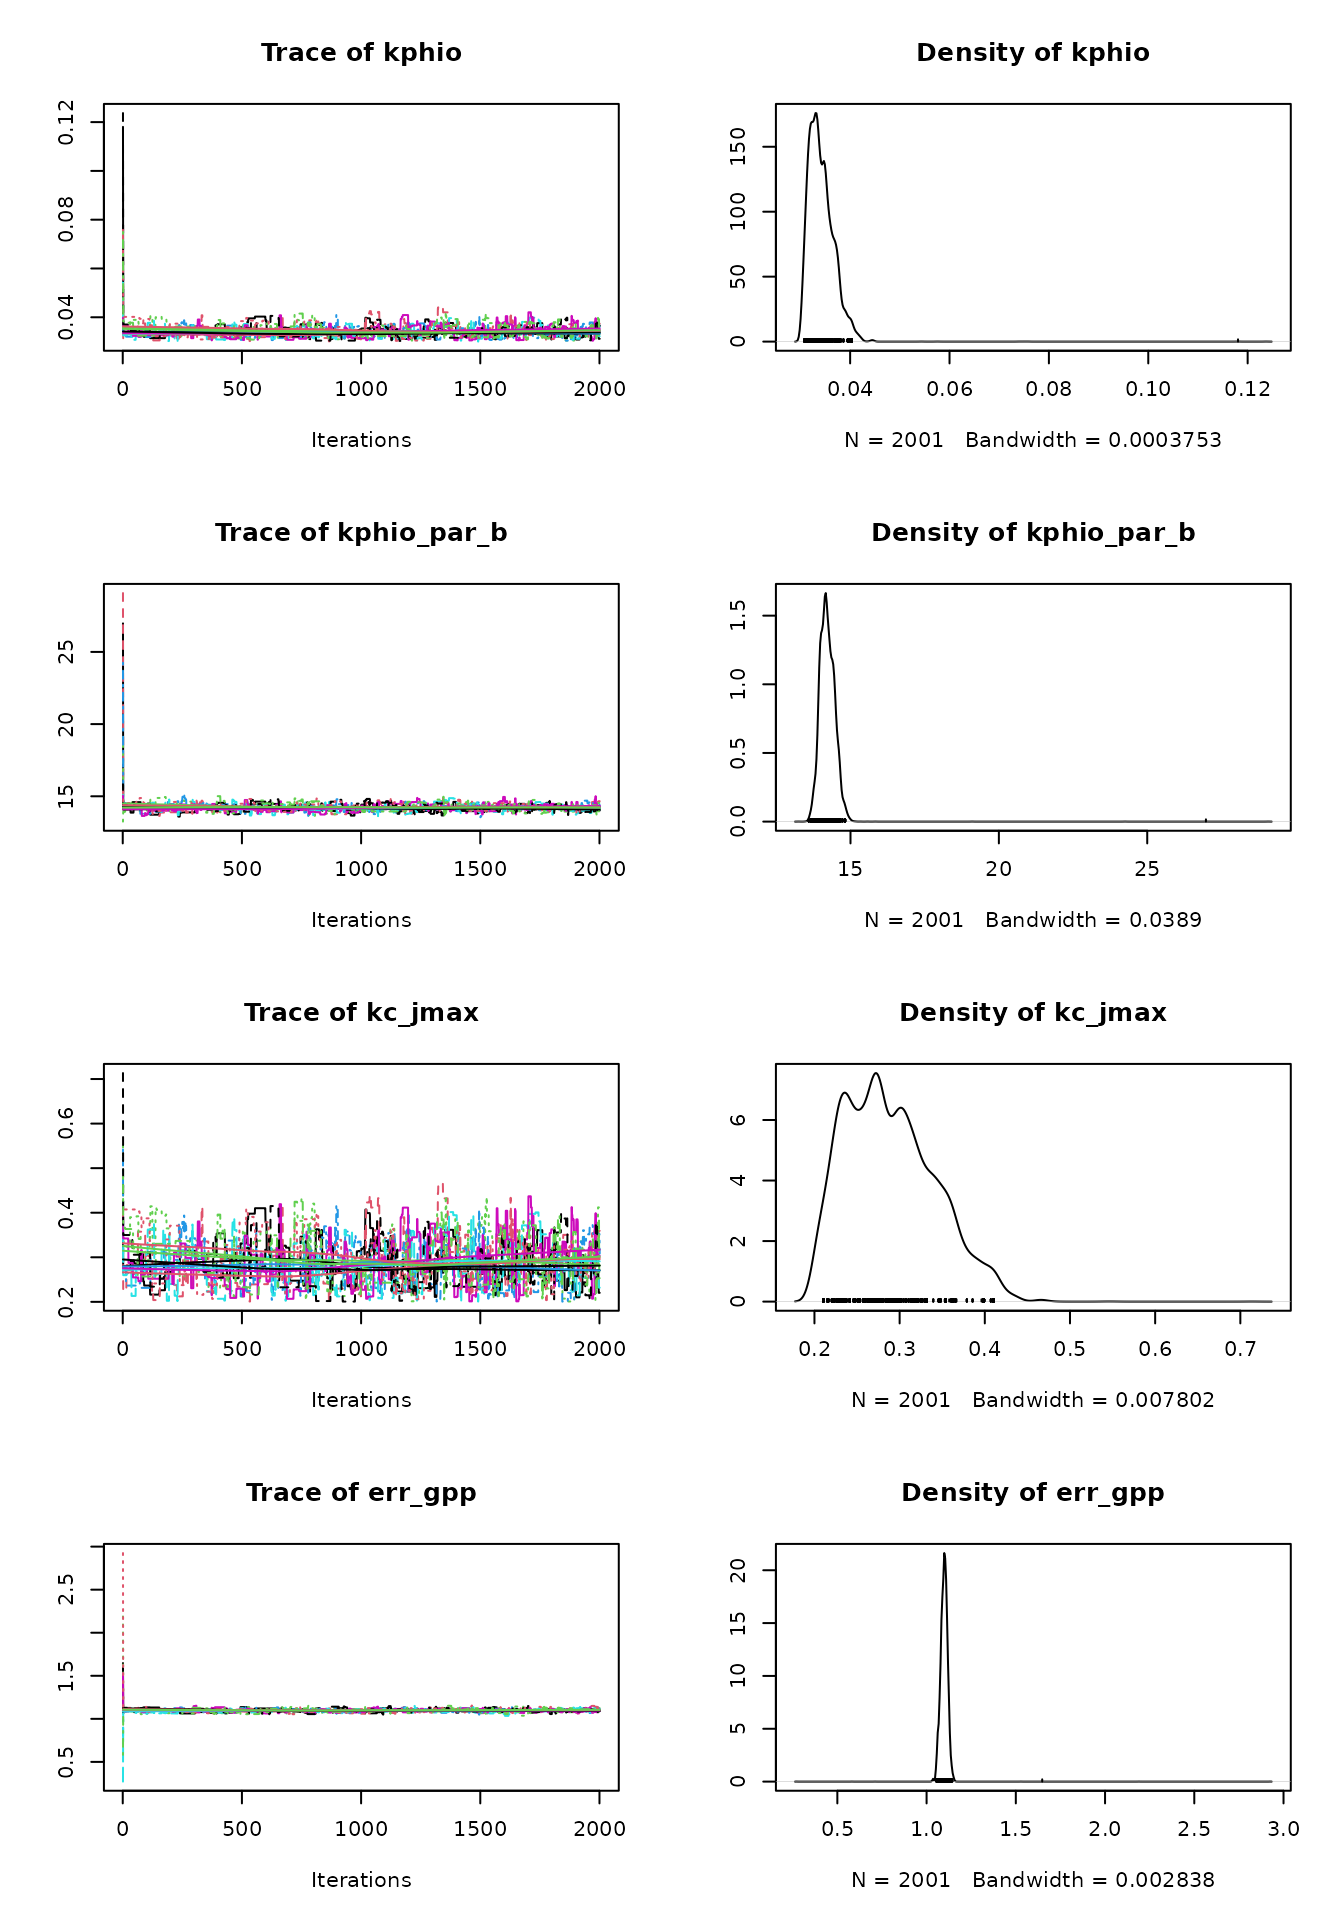 Trace of kphio
Density of kphio
0.04 0.08 0.12
0 500 1000 1500 2000
Iterations
0 50 100 150
0.04 0.06 0.08 0.10 0.12
N = 2001 Bandwidth = 0.0003753
Trace of kphio_par_b
Density of kphio_par_b
15 20 25
0 500 1000 1500 2000
Iterations
0.0 0.5 1.0 1.5
15 20 25
N = 2001 Bandwidth = 0.0389
Trace of kc_jmax
Density of kc_jmax
0.2 0.4 0.6
0 500 1000 1500 2000
Iterations
0 2 4 6
0.2 0.3 0.4 0.5 0.6 0.7
N = 2001 Bandwidth = 0.007802
Trace of err_gpp
Density of err_gpp
0.5 1.5 2.5
0 500 1000 1500 2000
Iterations
0 5 10 15 20
0.5 1.0 1.5 2.0 2.5 3.0
N = 2001 Bandwidth = 0.002838